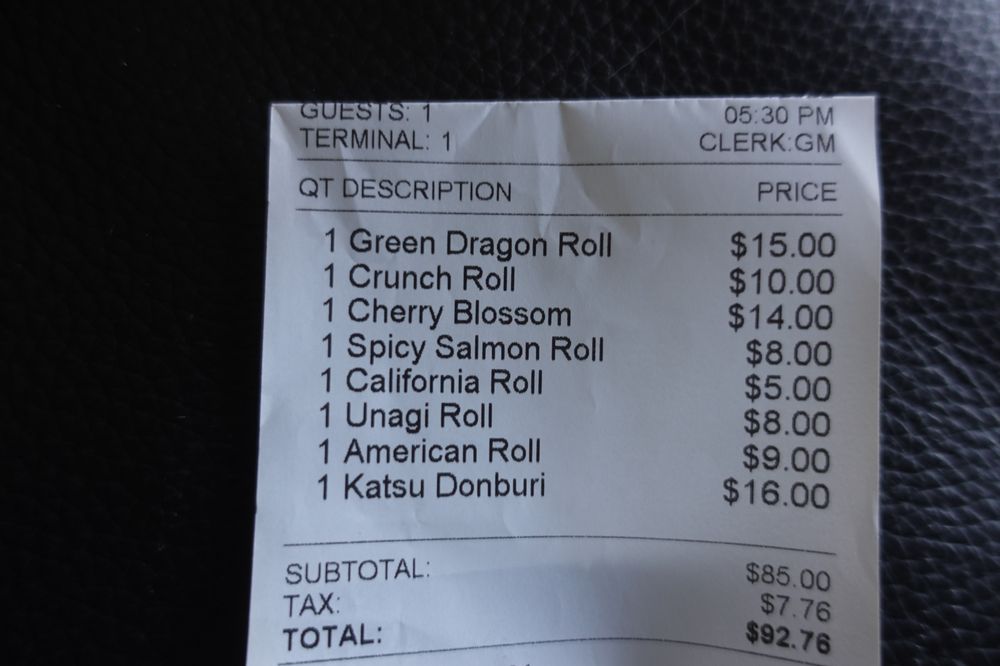 GUESTS: 1 05:30 PM
TERMINAL: 1 CLERK:GM
QT DESCRIPTION PRICE
1 Green Dragon Roll $15.00
1 Crunch Roll $10.00
1 Cherry Blossom $14.00
1 Spicy Salmon Roll $8.00
1 California Roll $5.00
1 Unagi Roll $8.00
1 American Roll $9.00
1 Katsu Donburi $16.00
SUBTOTAL: $85.00
TAX: $7.76
TOTAL: $92.76